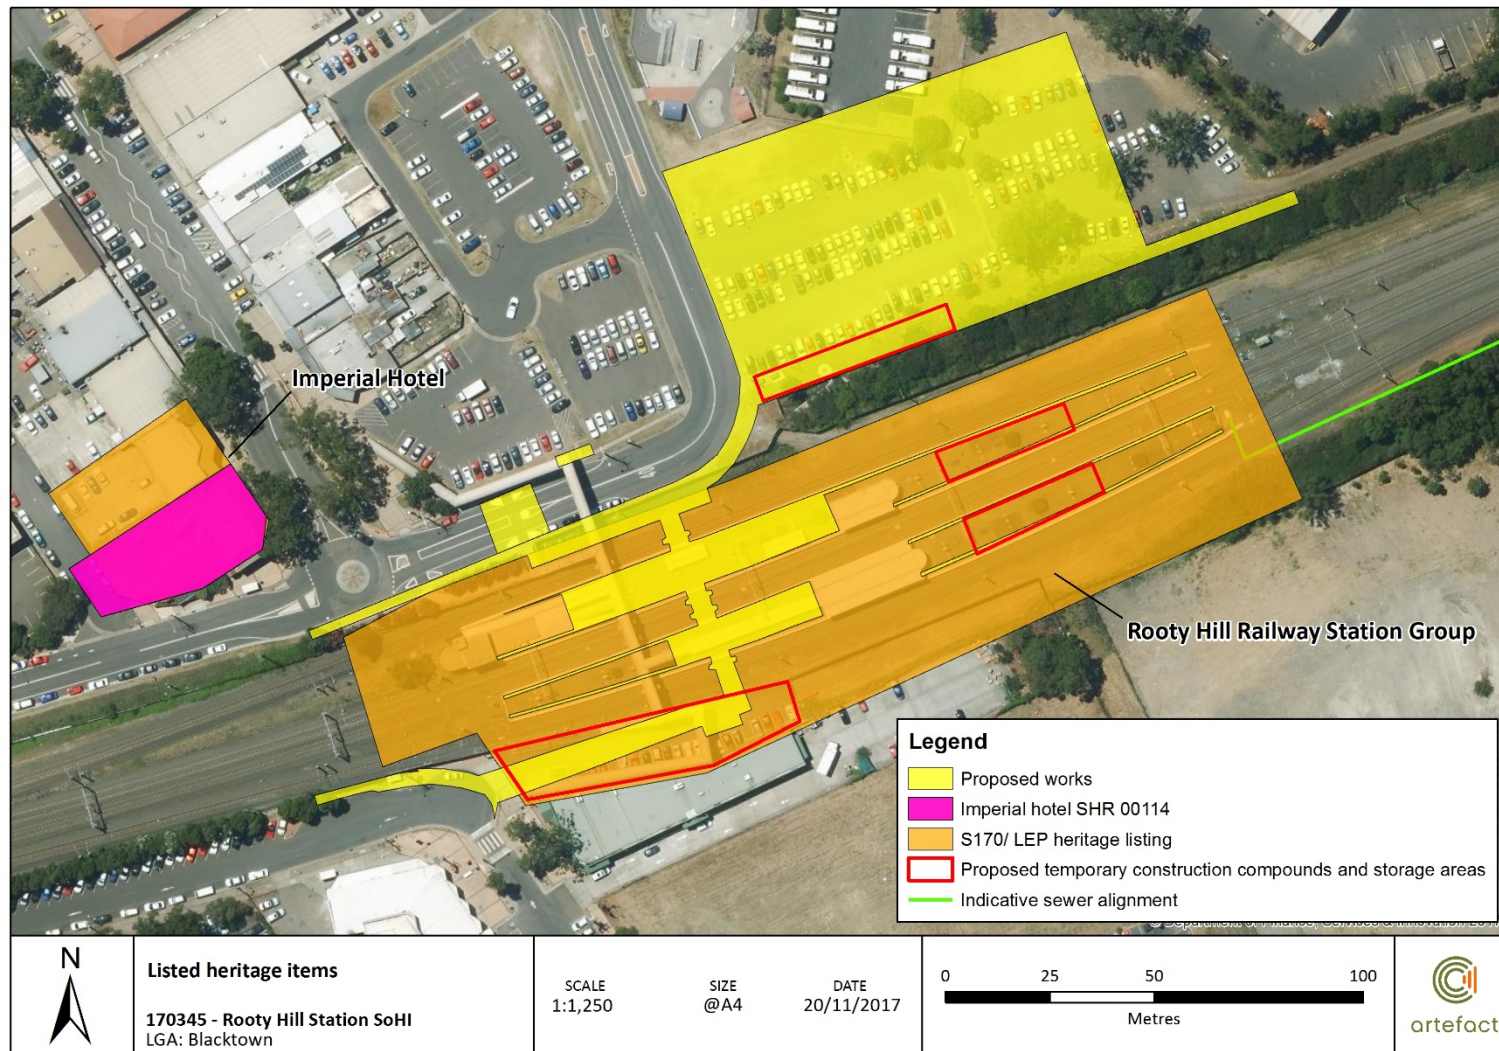 Imperial Hotel
Rooty Hill Railway Station Group
Legend
Proposed works
Imperial hotel SHR 00114
S170/ LEP heritage listing
Proposed temporary construction compounds and storage areas
Indicative sewer alignment
N
Listed heritage items
170345 - Rooty Hill Station SoHI
LGA: Blacktown
SCALE
1:1,250
SIZE
@A4
DATE
20/11/2017
0 25 50 100
Metres
artefact